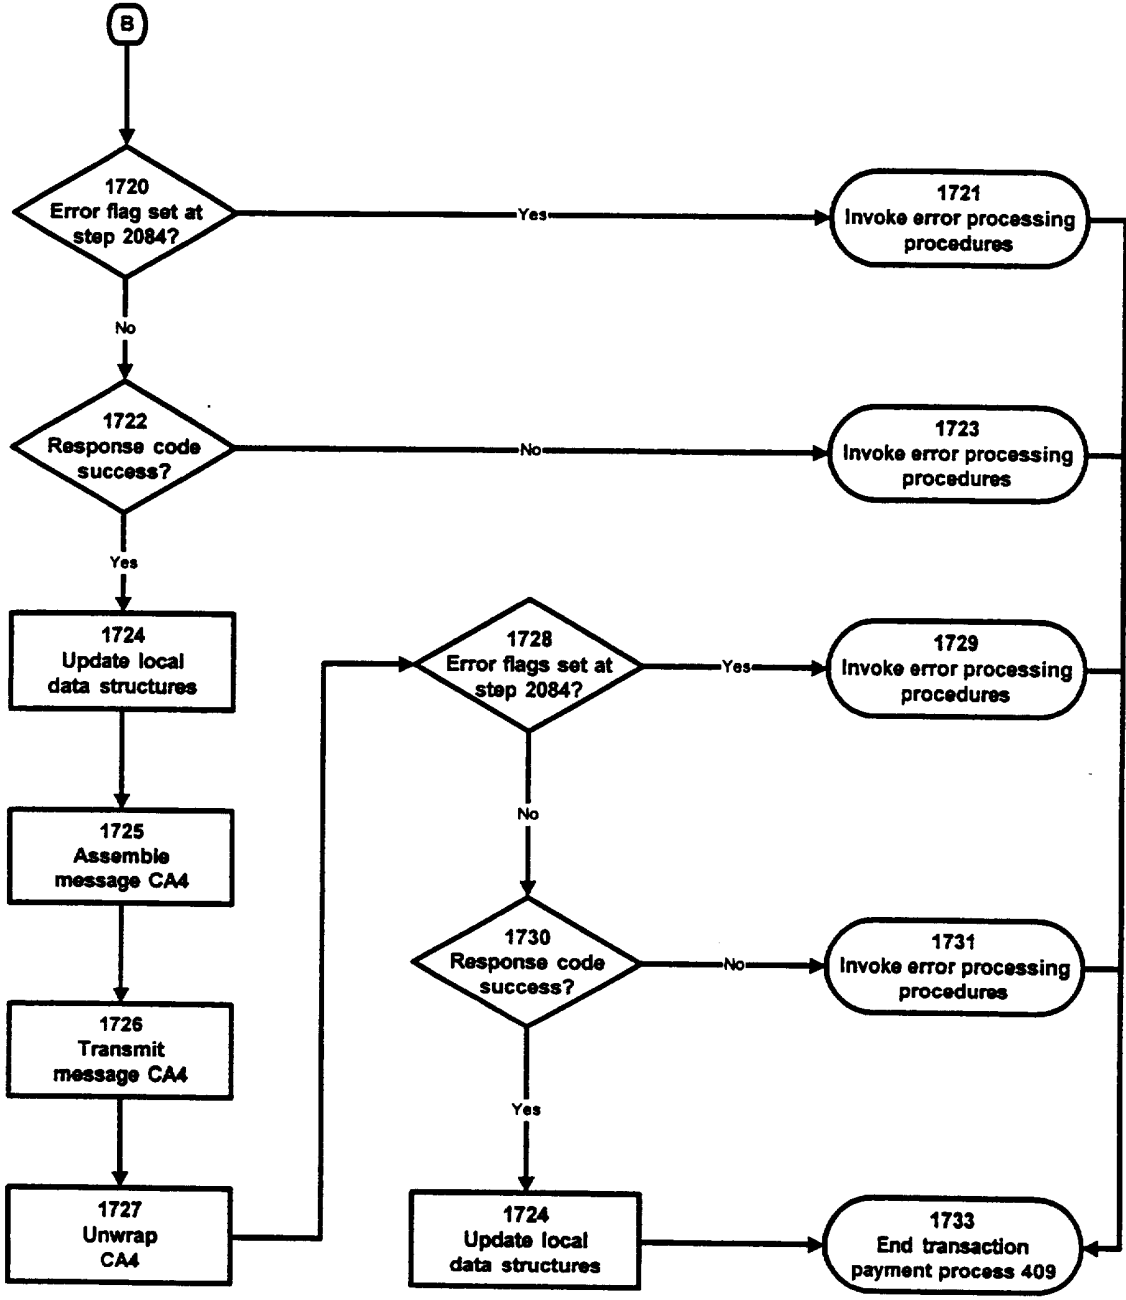 B
1720
Error flag set at
step 2084?
Yes
1721
Invoke error processing
procedures
No
1722
Response code
success?
No
1723
Invoke error processing
procedures
Yes
1724
Update local
data structures
1725
Assemble
message CA4
1726
Transmit
message CA4
1727
Unwrap
CA4
1728
Error flags set at
step 2084?
Yes
1729
Invoke error processing
procedures
No
1730
Response code
success?
No
1731
Invoke error processing
procedures
Yes
1724
Update local
data structures
1733
End transaction
payment process 409